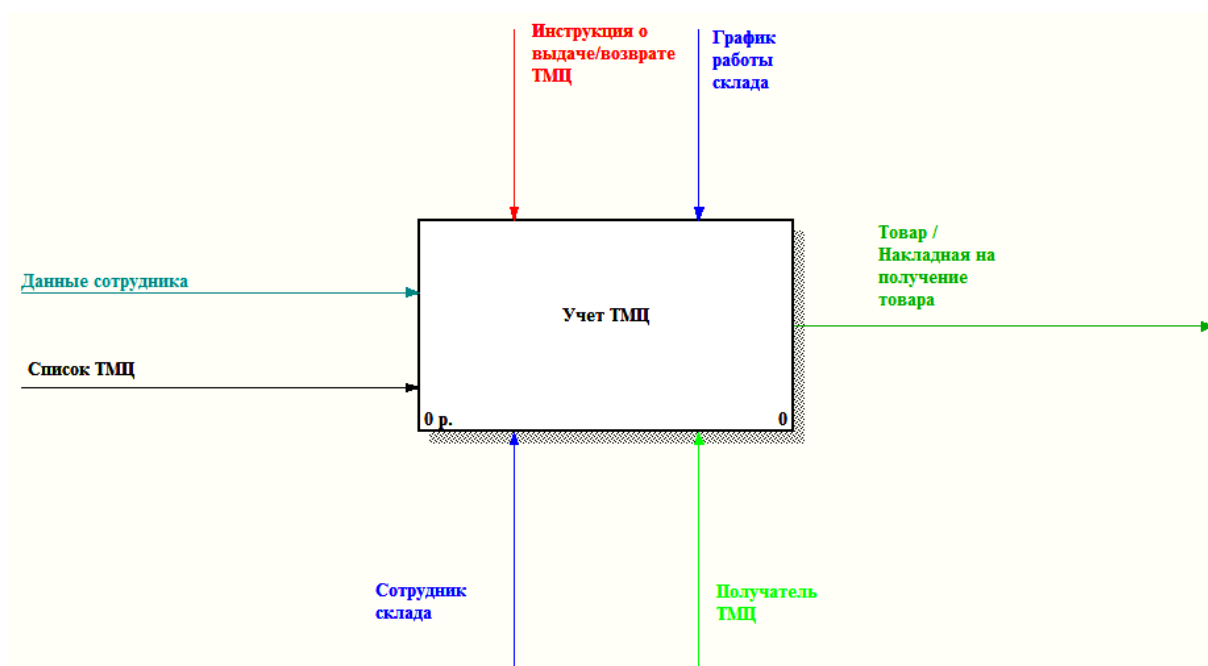 Инструкция о
выдаче/возврате
ТМЦ
График
работы
склада
Данные сотрудника
Список ТМЦ
Учет ТМЦ
0 р.
0
Товар /
Накладная на
получение
товара
Сотрудник
склада
Получатель
ТМЦ